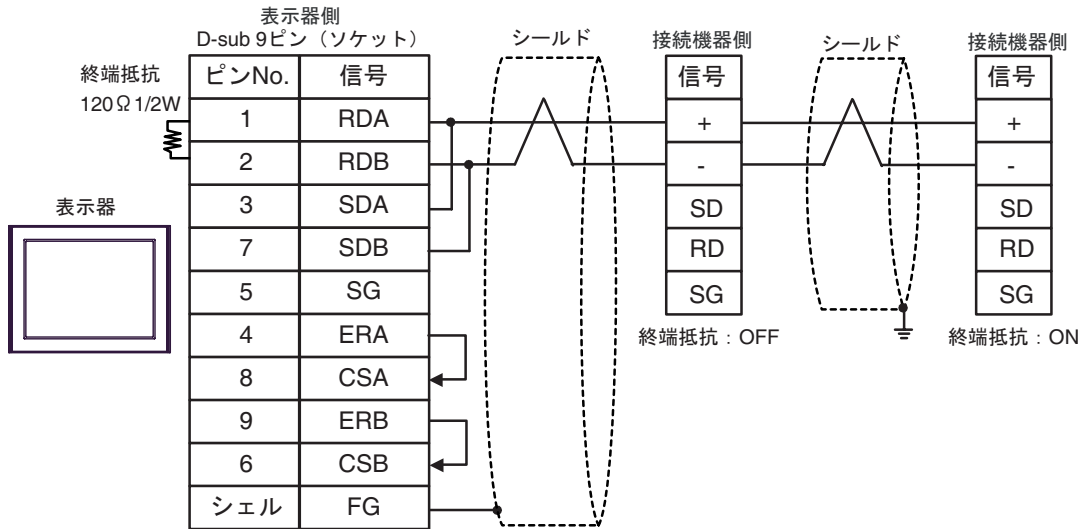 表示器側
D-sub 9ピン（ソケット）
シールド
接続機器側
シールド
接続機器側
終端抵抗
120Ω1/2W
ピンNo. 信号
1 RDA
2 RDB
3 SDA
7 SDB
5 SG
4 ERA
8 CSA
9 ERB
6 CSB
シェル FG
表示器
信号
+
-
SD
RD
SG
終端抵抗：OFF
信号
+
-
SD
RD
SG
終端抵抗：ON